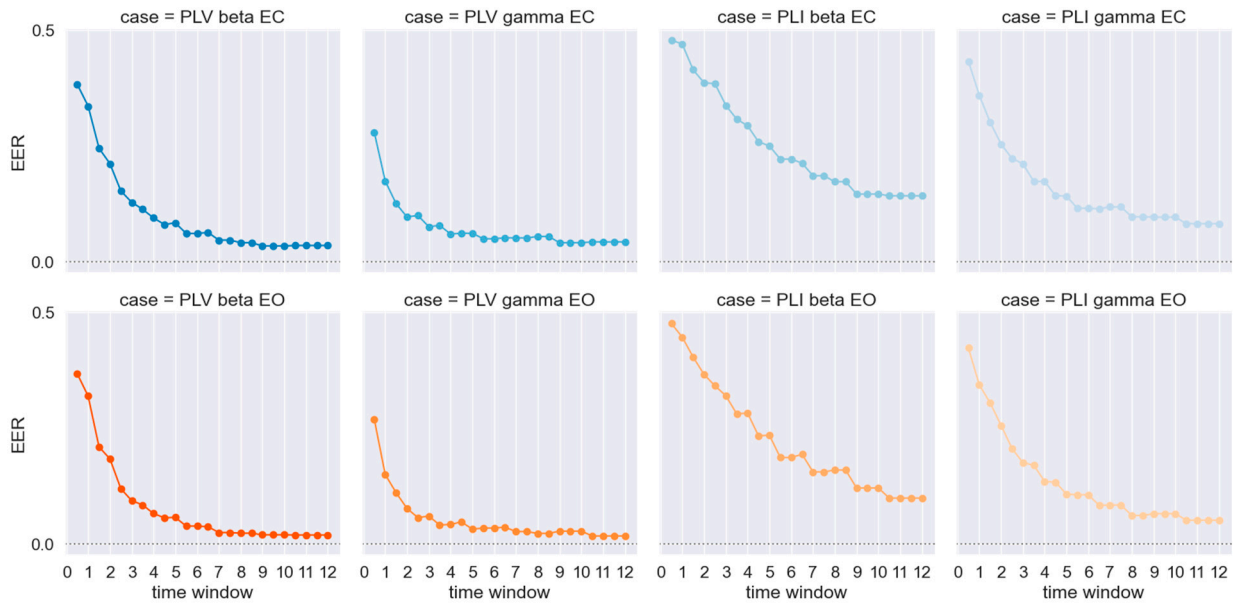 case = PLV beta EC
case = PLV gamma EC
case = PLI beta EC
case = PLI gamma EC
0.5
EER
0.0
case = PLV beta EO
case = PLV gamma EO
case = PLI beta EO
case = PLI gamma EO
0.5
EER
0.0
0 1 2 3 4 5 6 7 8 9 10 11 12
0 1 2 3 4 5 6 7 8 9 10 11 12
0 1 2 3 4 5 6 7 8 9 10 11 12
0 1 2 3 4 5 6 7 8 9 10 11 12
time window
time window
time window
time window